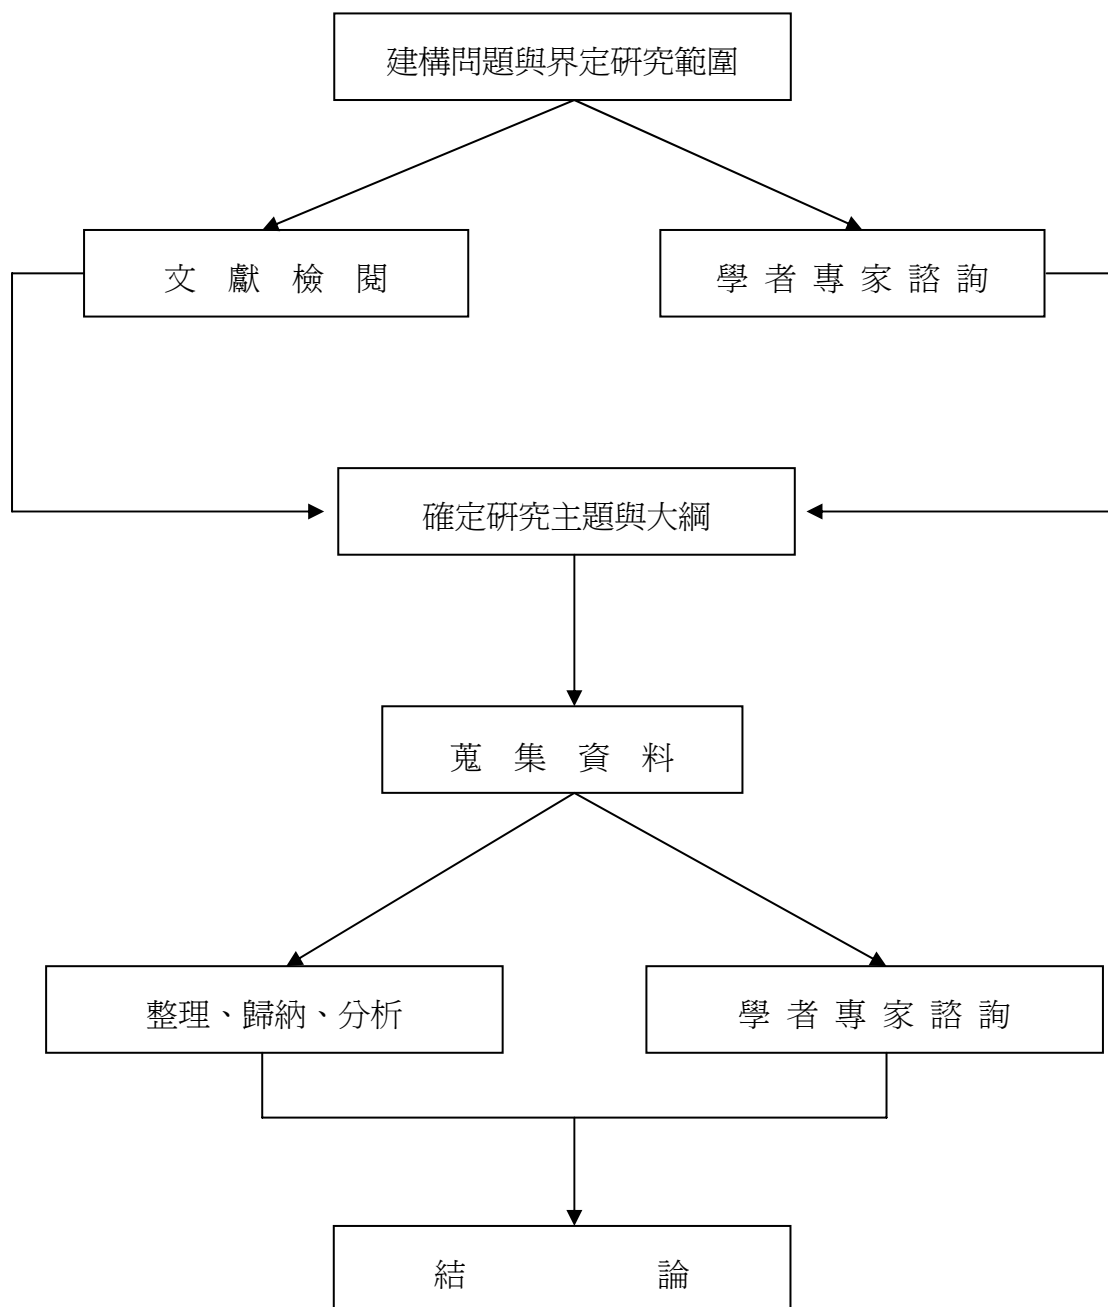 建構問題與界定研究範圍
文獻檢閱
學者專家諮詢
確定研究主題與大綱
蒐集資料
整理、歸納、分析
學者專家諮詢
結論